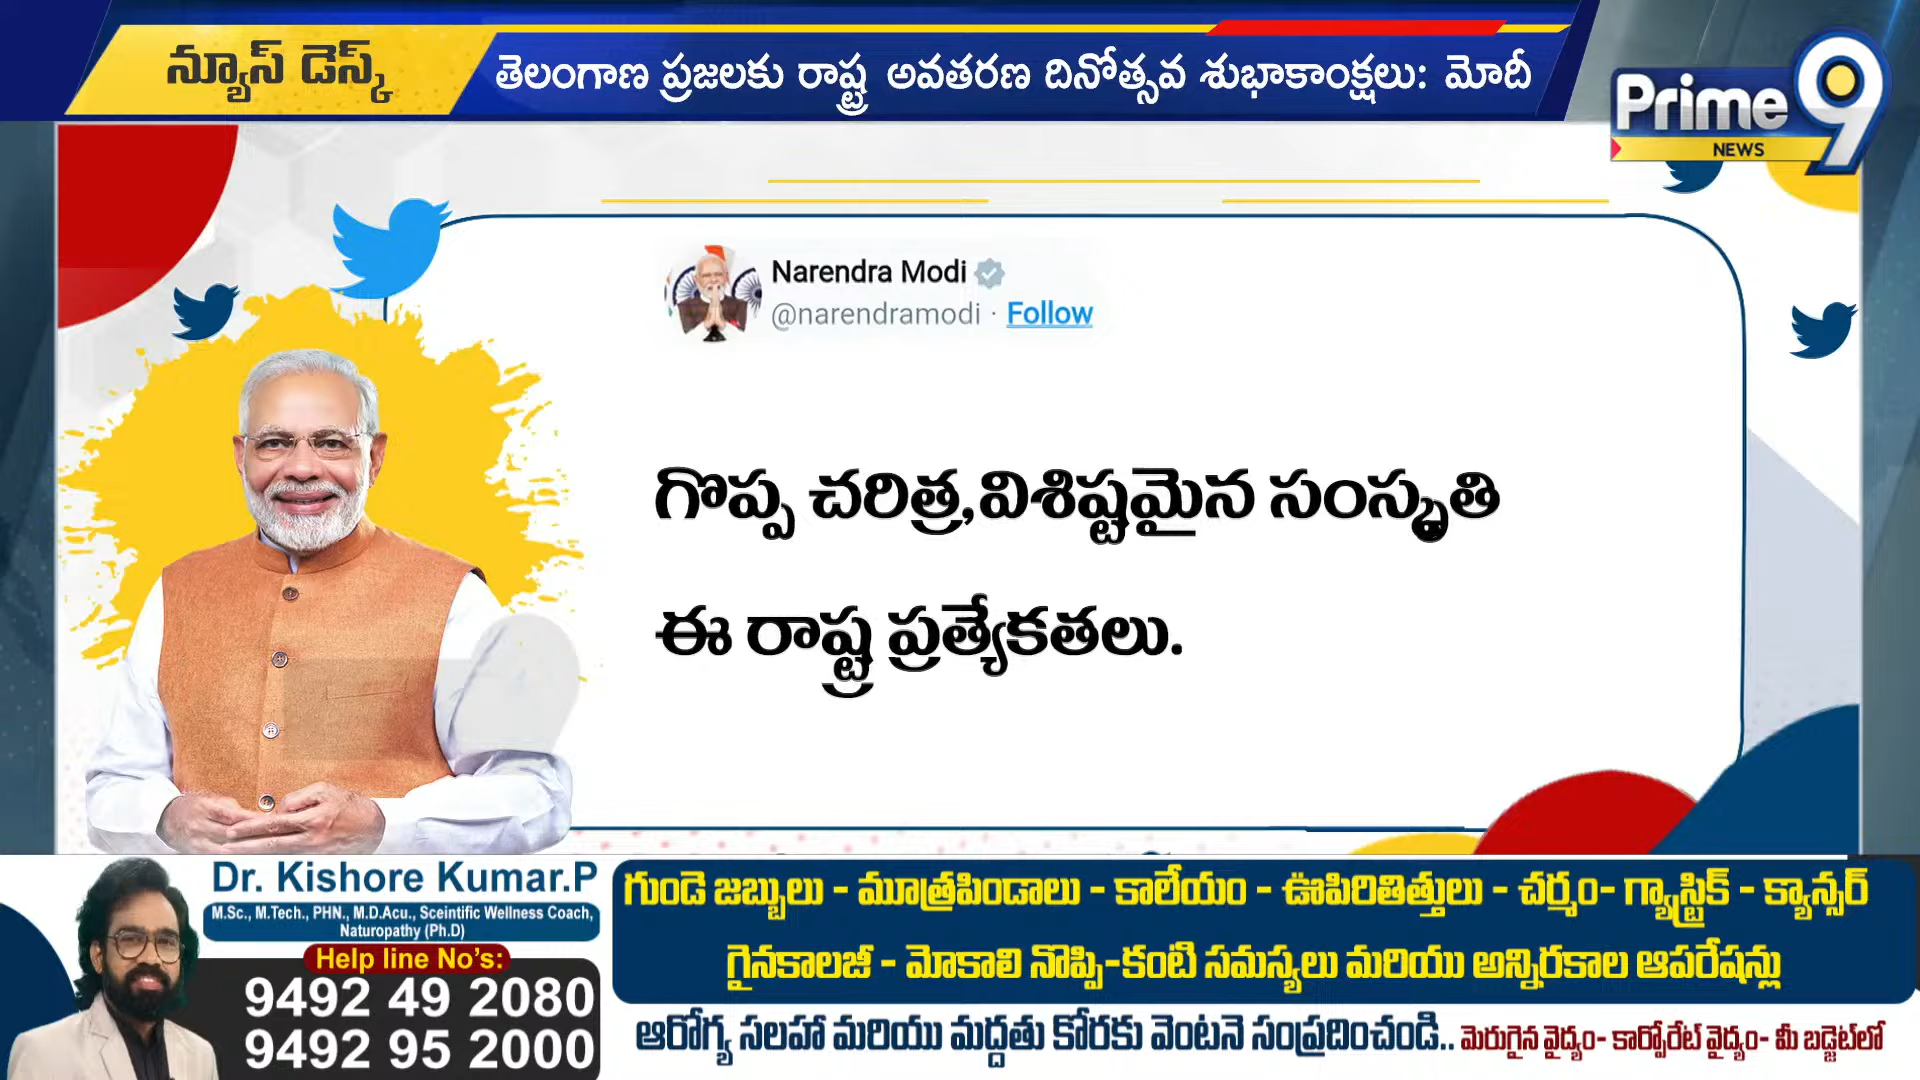 న్యూస్ డెస్క్
తెలంగాణ ప్రజలకు రాష్ట్ర అవతరణ దినోత్సవ శుభాకాంక్షలు: మోదీ
Prime 9
NEWS
Narendra Modi
@narendramodi · Follow
గొప్ప చరిత్ర,విశిష్టమైన సంస్కృతి
ఈ రాష్ట్ర ప్రత్యేకతలు.
Dr. Kishore Kumar.P
M.Sc., M.Tech., PHN., M.D.Acu., Sceintific Wellness Coach,
Naturopathy (Ph.D)
Help line No's:
9492 49 2080
9492 95 2000
గుండె జబ్బులు - మూత్రపిండాలు - కాలేయం - ఊపిరితిత్తులు - చర్మం- గ్యాస్ట్రిక్ - క్యాన్సర్
గైనకాలజీ - మోకాలి నొప్పి-కంటి సమస్యలు మరియు అన్నిరకాల ఆపరేషన్లు
ఆరోగ్య సలహా మరియు మద్దతు కోరకు వెంటనె సంప్రదించండి.. మెరుగైన వైద్యం- కార్పోరేట్ వైద్యం- మీ బడ్జెట్‌లో